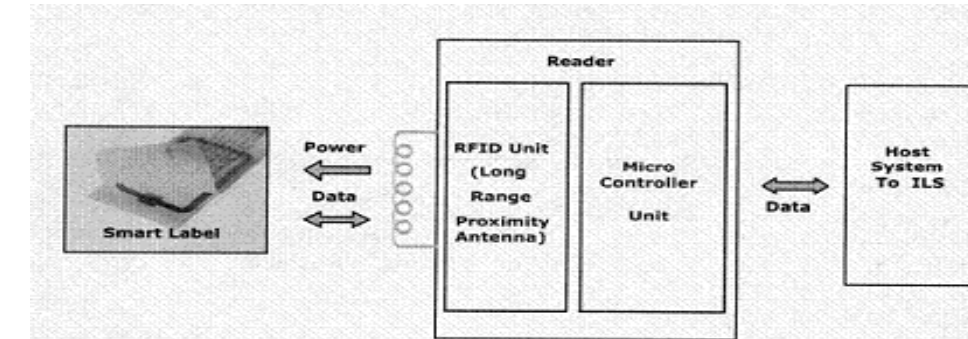 Reader
Power
Data
Smart Label
RFID Unit
(Long
Range
Proximity
Antenna)
Micro
Controller
Unit
Data
Host
System
To ILS